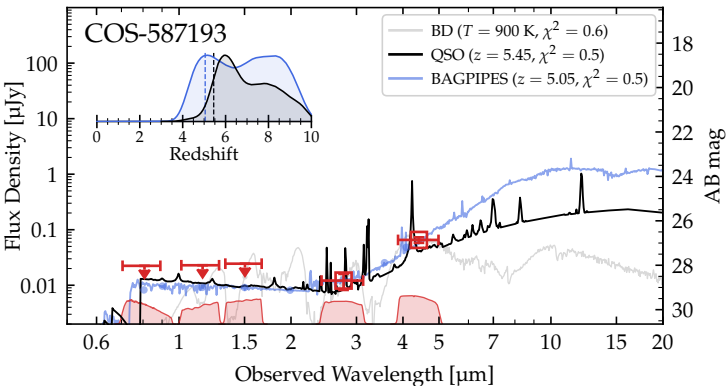 COS-587193
BD (T = 900 K, χ² = 0.6)
QSO (z = 5.45, χ² = 0.5)
BAGPIPES (z = 5.05, χ² = 0.5)
100
10
1
0.1
0.01
Flux Density [µJy]
0 2 4 6 8 10
Redshift
18
20
22
24
26
28
30
AB mag
0.6 1 1.5 2 3 4 5 7 10 15 20
Observed Wavelength [µm]